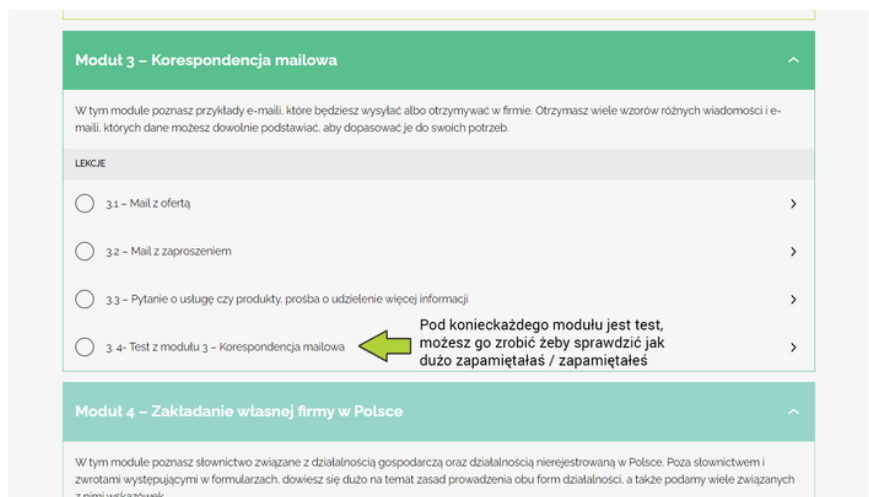 Moduł 3 – Korespondencja mailowa
W tym module poznasz przykłady e-maili, które będziesz wysyłać albo otrzymywać w firmie. Otrzymasz wiele wzorów różnych wiadomości i e-
maili, których dane możesz dowolnie podstawiać, aby dopasować je do swoich potrzeb.
LEKCJE
3.1 – Mail z ofertą
3.2 – Mail z zaproszeniem
3.3 – Pytanie o usługę czy produkty, prośba o udzielenie więcej informacji
3. 4- Test z modułu 3 – Korespondencja mailowa
Pod konieckażdego modułu jest test,
możesz go zrobić żeby sprawdzić jak
dużo zapamiętałaś / zapamiętałeś
Moduł 4 – Zakładanie własnej firmy w Polsce
W tym module poznasz słownictwo związane z działalnością gospodarczą oraz działalnością nierejestrowaną w Polsce. Poza słownictwem i
zwrotami występującymi w formularzach, dowiesz się dużo na temat zasad prowadzenia obu form działalności, a także podamy wiele związanych
z nimi wskazówek.